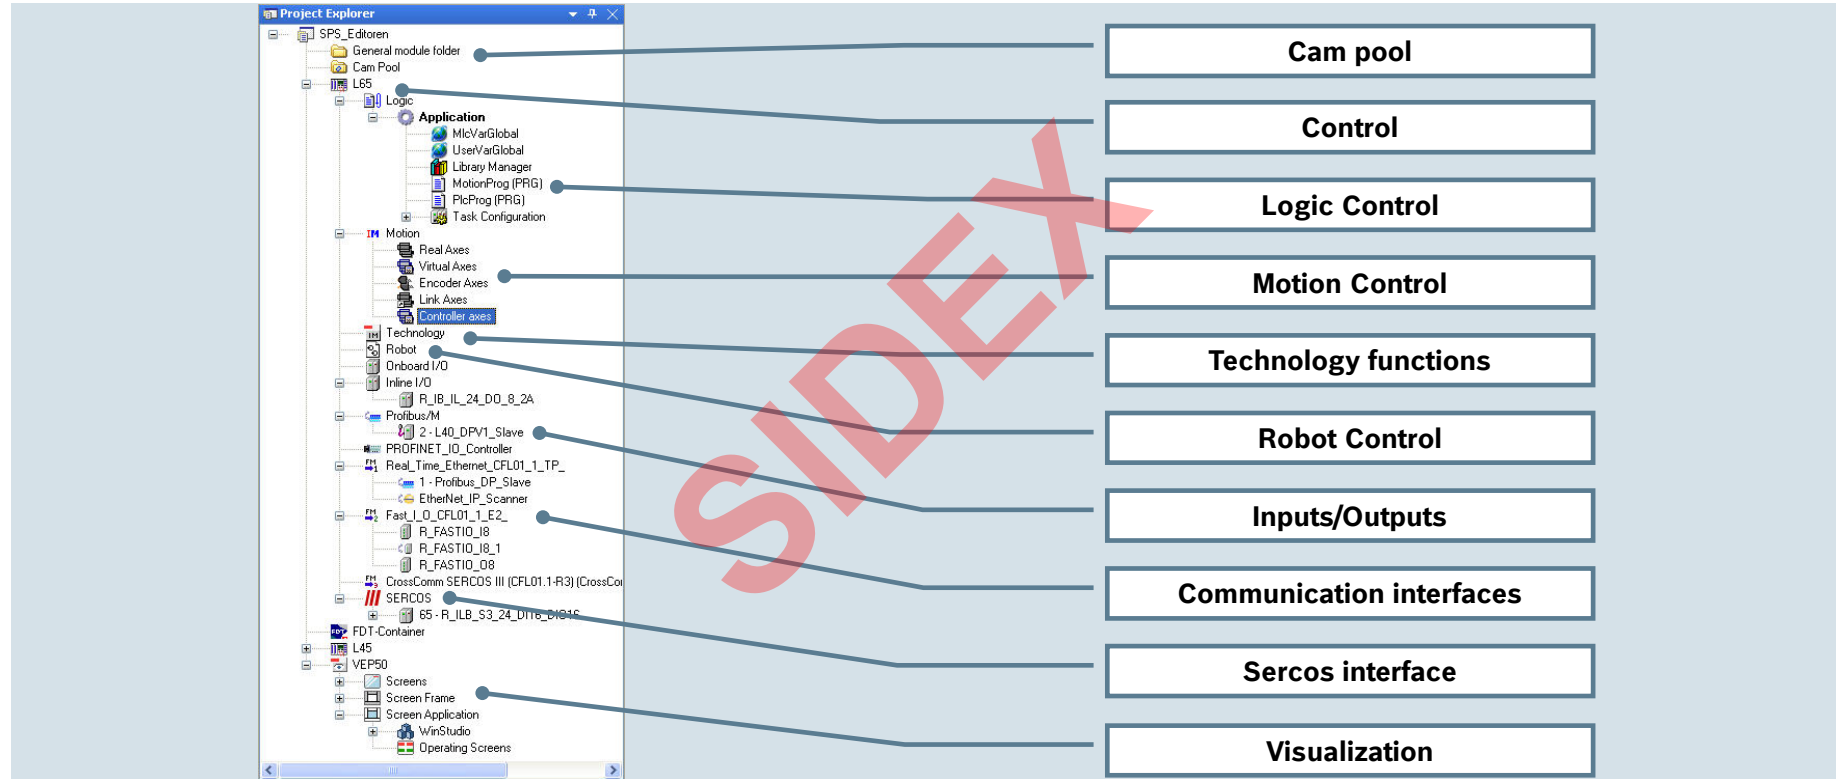 Project Explorer
SPS_Editoren
General module folder
Cam Pool
L65
Logic
Application
MlcVarGlobal
UserVarGlobal
Library Manager
MotionProg (PRG)
PlcProg (PRG)
Task Configuration
Motion
Real Axes
Virtual Axes
Encoder Axes
Link Axes
Controller axes
Technology
Robot
Onboard I/O
Inline I/O
R_IB_IL_24_DO_8_2A
Profibus/M
2 - L40_DPV1_Slave
PROFINET_IO_Controller
Real_Time_Ethernet_CFL01_1_TP_
1 - Profibus_DP_Slave
EtherNet_IP_Scanner
Fast_I_O_CFL01_1_E2_
R_FASTIO_I8
R_FASTIO_I8_1
R_FASTIO_O8
CrossComm SERCOS III (CFL01.1-R3) (CrossCo
SERCOS
65 - R_ILB_S3_24_DI16_DIO16
FDT-Container
L45
VEP50
Screens
Screen Frame
Screen Application
WinStudio
Operating Screens
Cam pool
Control
Logic Control
Motion Control
Technology functions
Robot Control
Inputs/Outputs
Communication interfaces
Sercos interface
Visualization
SIDEX